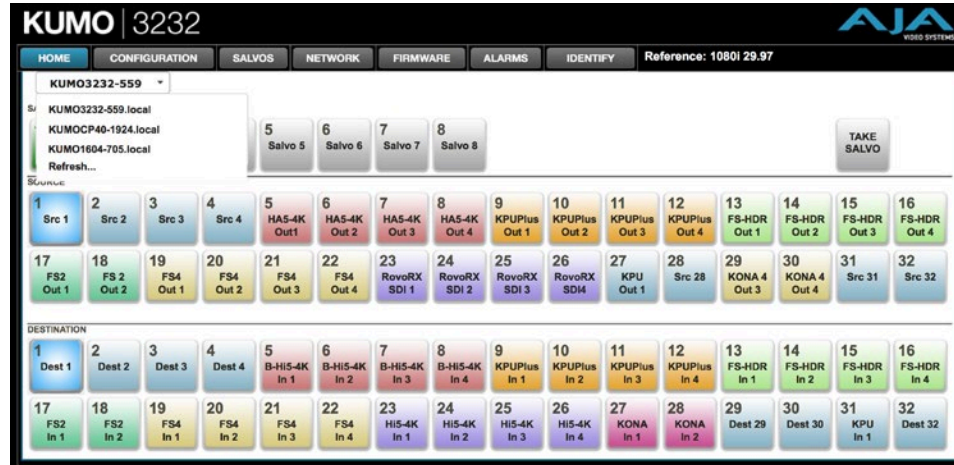 KUMO 3232
AJA
VIDEO SYSTEMS
HOME CONFIGURATION SALVOS NETWORK FIRMWARE ALARMS IDENTIFY Reference: 1080i 29.97
KUMO3232-559
KUMO3232-559.local
KUMOCP40-1924.local
KUMO1604-705.local
Refresh...
5 6 7 8
Salvo 5 Salvo 6 Salvo 7 Salvo 8 TAKE SALVO
SOURCE
1 2 3 4 5 6 7 8 9 10 11 12 13 14 15 16
Src 1 Src 2 Src 3 Src 4 HA5-4K HA5-4K HA5-4K HA5-4K KPUPlus KPUPlus KPUPlus KPUPlus FS-HDR FS-HDR FS-HDR FS-HDR
Out1 Out 2 Out 3 Out 4 Out 1 Out 2 Out 3 Out 4 Out 1 Out 2 Out 3 Out 4
17 18 19 20 21 22 23 24 25 26 27 28 29 30 31 32
FS2 FS 2 FS4 FS4 FS4 FS4 RovoRX RovoRX RovoRX RovoRX KPU Src 28 KONA 4 KONA 4 Src 31 Src 32
Out 1 Out 2 Out 1 Out 2 Out 3 Out 4 SDI 1 SDI 2 SDI 3 SDI4 Out 1 Out 3 Out 4
DESTINATION
1 2 3 4 5 6 7 8 9 10 11 12 13 14 15 16
Dest 1 Dest 2 Dest 3 Dest 4 B-Hi5-4K B-Hi5-4K B-Hi5-4K B-Hi5-4K KPUPlus KPUPlus KPUPlus KPUPlus FS-HDR FS-HDR FS-HDR FS-HDR
In 1 In 2 In 3 In 4 In 1 In 2 In 3 In 4 In 1 In 2 In 3 In 4
17 18 19 20 21 22 23 24 25 26 27 28 29 30 31 32
FS2 FS2 FS4 FS4 FS4 FS4 Hi5-4K Hi5-4K Hi5-4K Hi5-4K KONA KONA Dest 29 Dest 30 KPU Dest 32
In 1 In 2 In 1 In 2 In 3 In 4 In 1 In 2 In 3 In 4 In 1 In 2 In 1